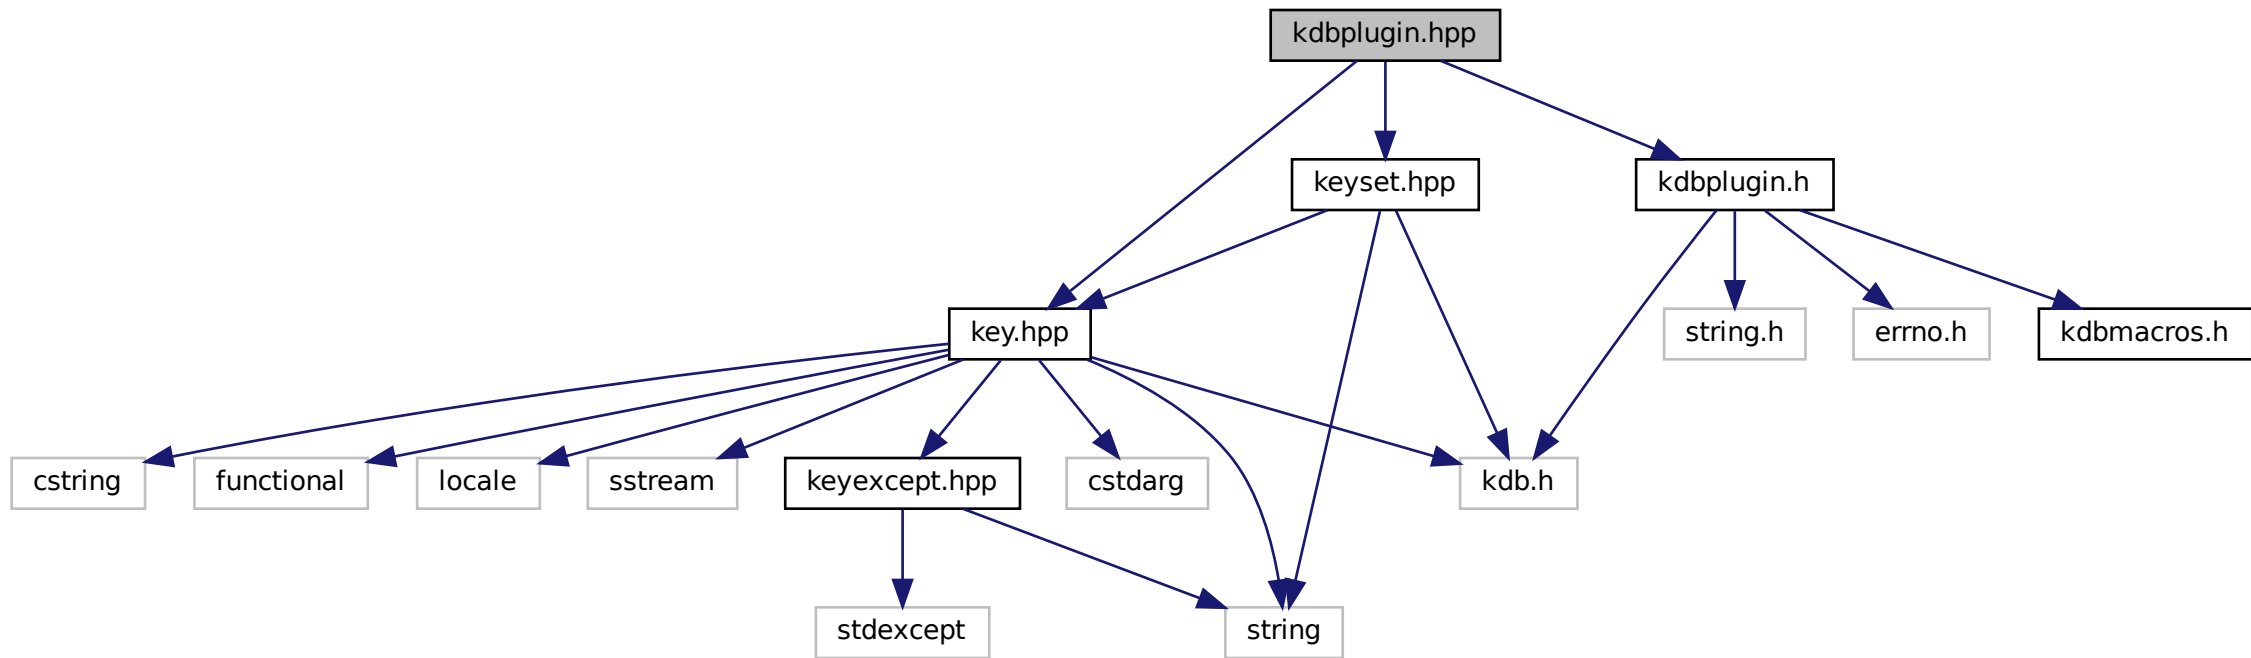 kdbplugin.hpp
keyset.hpp
kdbplugin.h
key.hpp
string.h
errno.h
kdbmacros.h
cstring
functional
locale
sstream
keyexcept.hpp
cstdarg
kdb.h
stdexcept
string